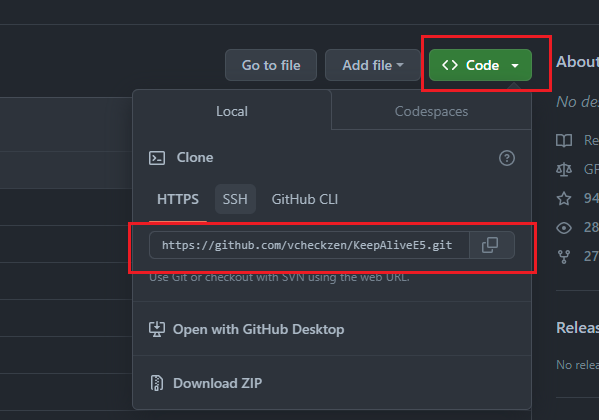 Go to file
Add file
Code
About
No des
Local
Codespaces
Clone
Re
GP
HTTPS
SSH
GitHub CLI
94
28
27
https://github.com/vcheckzen/KeepAliveE5.git
Use Git or checkout with SVN using the web URL.
Open with GitHub Desktop
Releas
No relea
Download ZIP